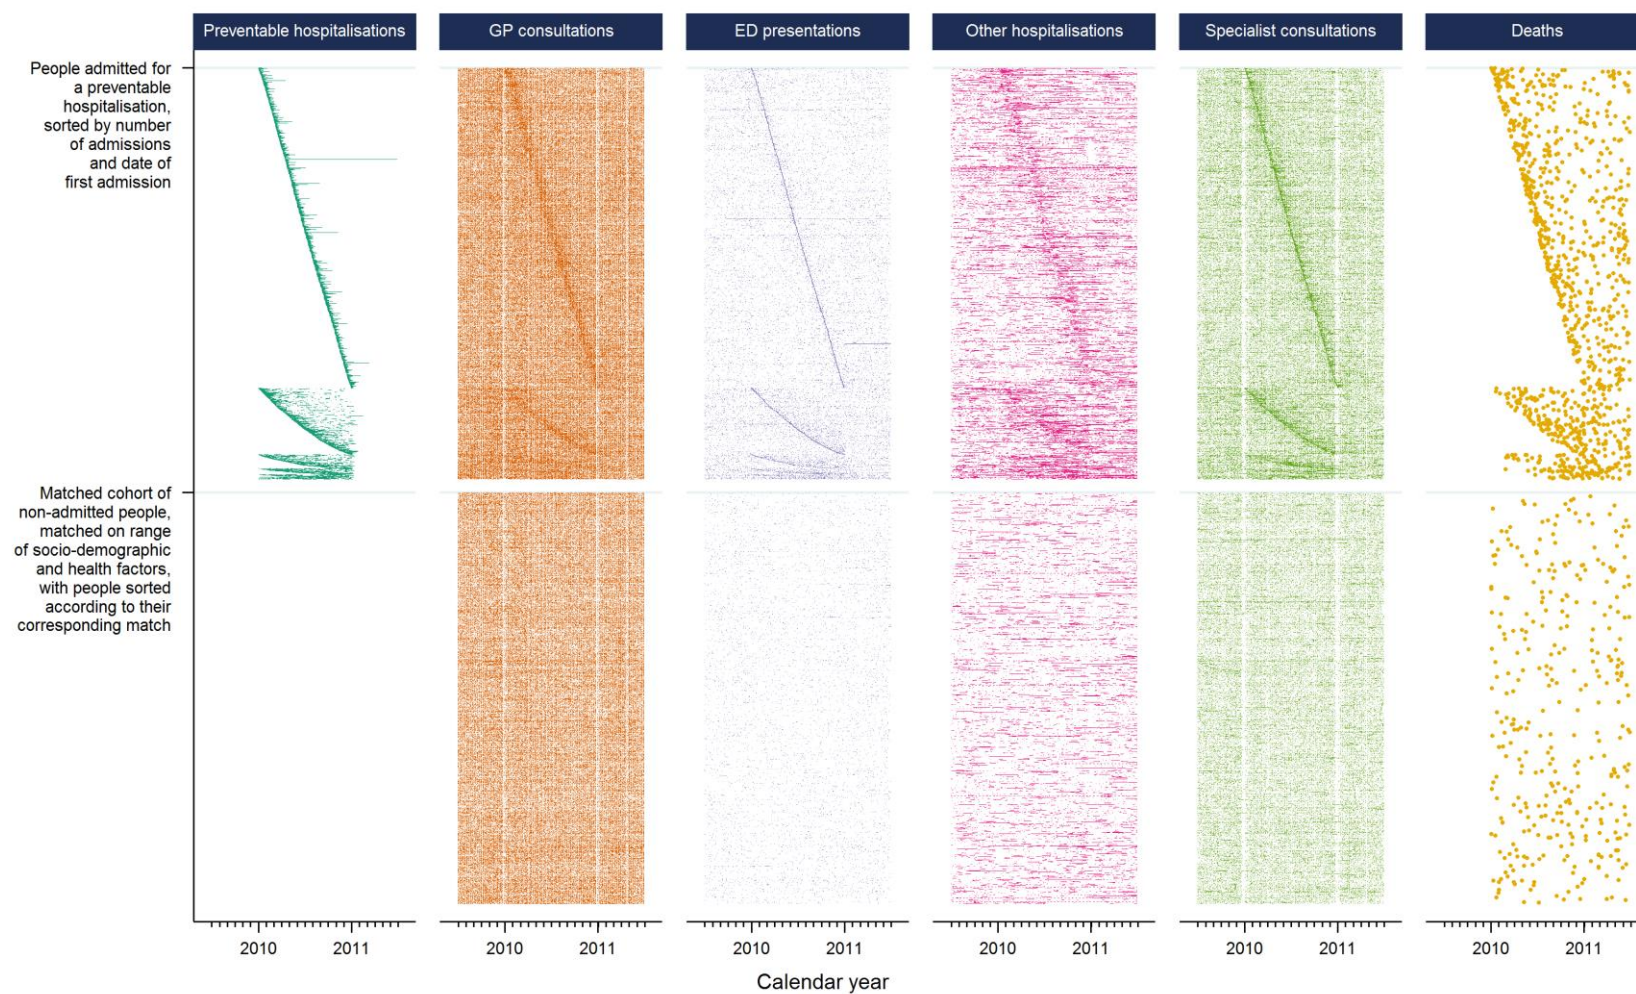 Preventable hospitalisations
GP consultations
ED presentations
Other hospitalisations
Specialist consultations
Deaths
People admitted for
a preventable
hospitalisation,
sorted by number
of admissions
and date of
first admission
Matched cohort of
non-admitted people,
matched on range
of socio-demographic
and health factors,
with people sorted
according to their
corresponding match
2010 2011
2010 2011
2010 2011
2010 2011
2010 2011
2010 2011
Calendar year